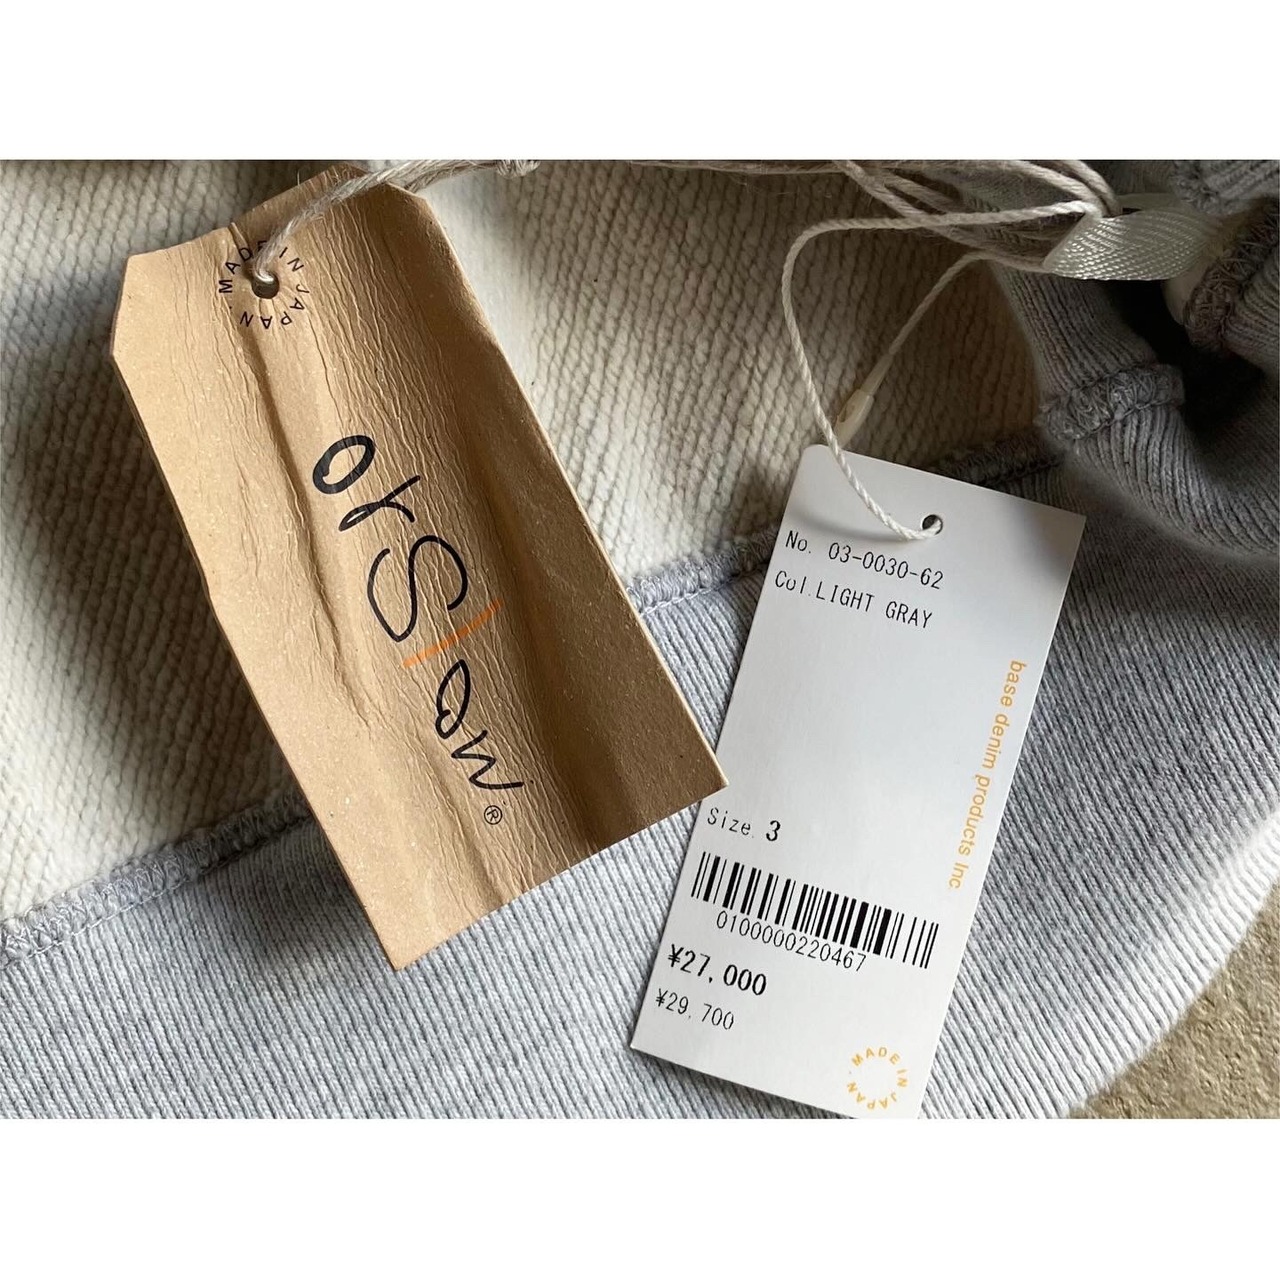 MADE IN JAPAN
orSlow®
No. 03-0030-62
Col.LIGHT GRAY
base denim products Inc
Size. 3
0100000220467
¥27,000
¥29,700
MADE IN JAPAN.